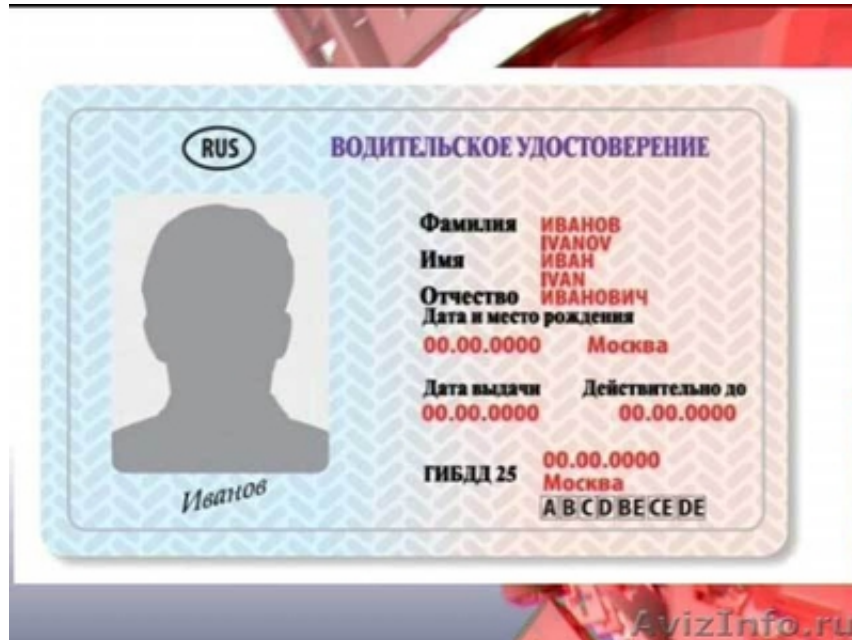 RUS
ВОДИТЕЛЬСКОЕ УДОСТОВЕРЕНИЕ
Фамилия ИВАНОВ
IVANOV
Имя ИВАН
IVAN
Отчество ИВАНОВИЧ
Дата и место рождения
00.00.0000 Москва
Дата выдачи Действительно до
00.00.0000 00.00.0000
ГИБДД 25 00.00.0000
Москва
A B C D BE CE DE
Иванов
AvizInfo.ru